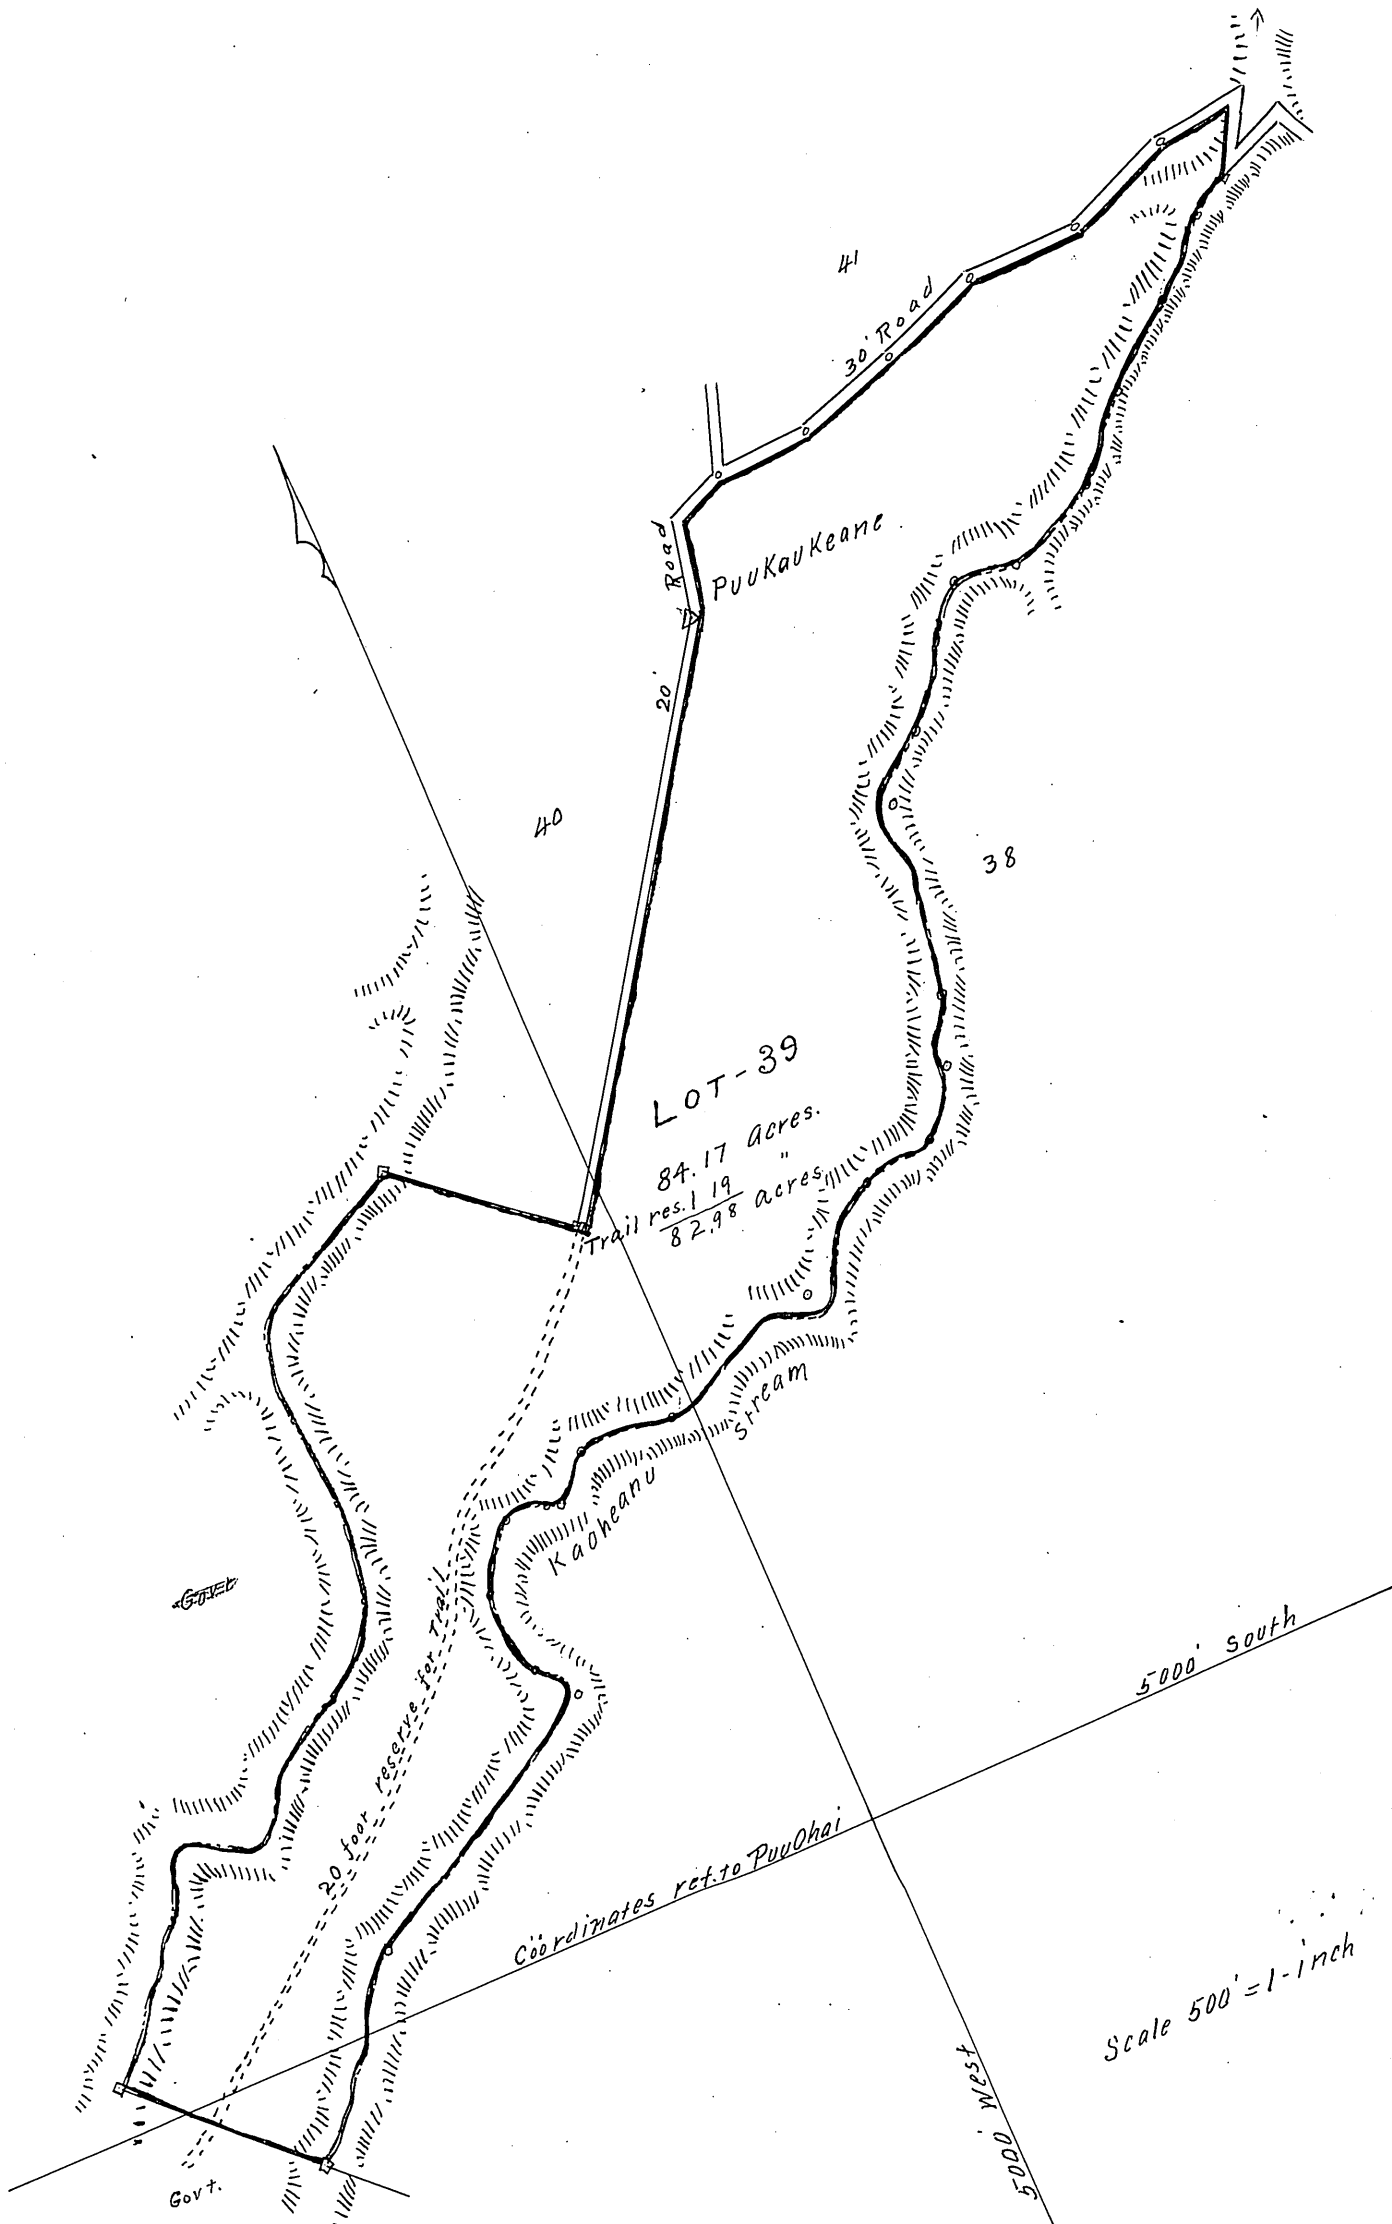 41
30' Road
PuuKauKeane
20' Road
40
38
LOT-39
84.17 acres.
Trail res. 1 19 "
82.98 acres
Kaoheanu Stream
Govt
20 foot reserve for Trail
5000' South
Coördinates ref. to PuuOhai
Scale 500' = 1-inch
5000' West
Govt.